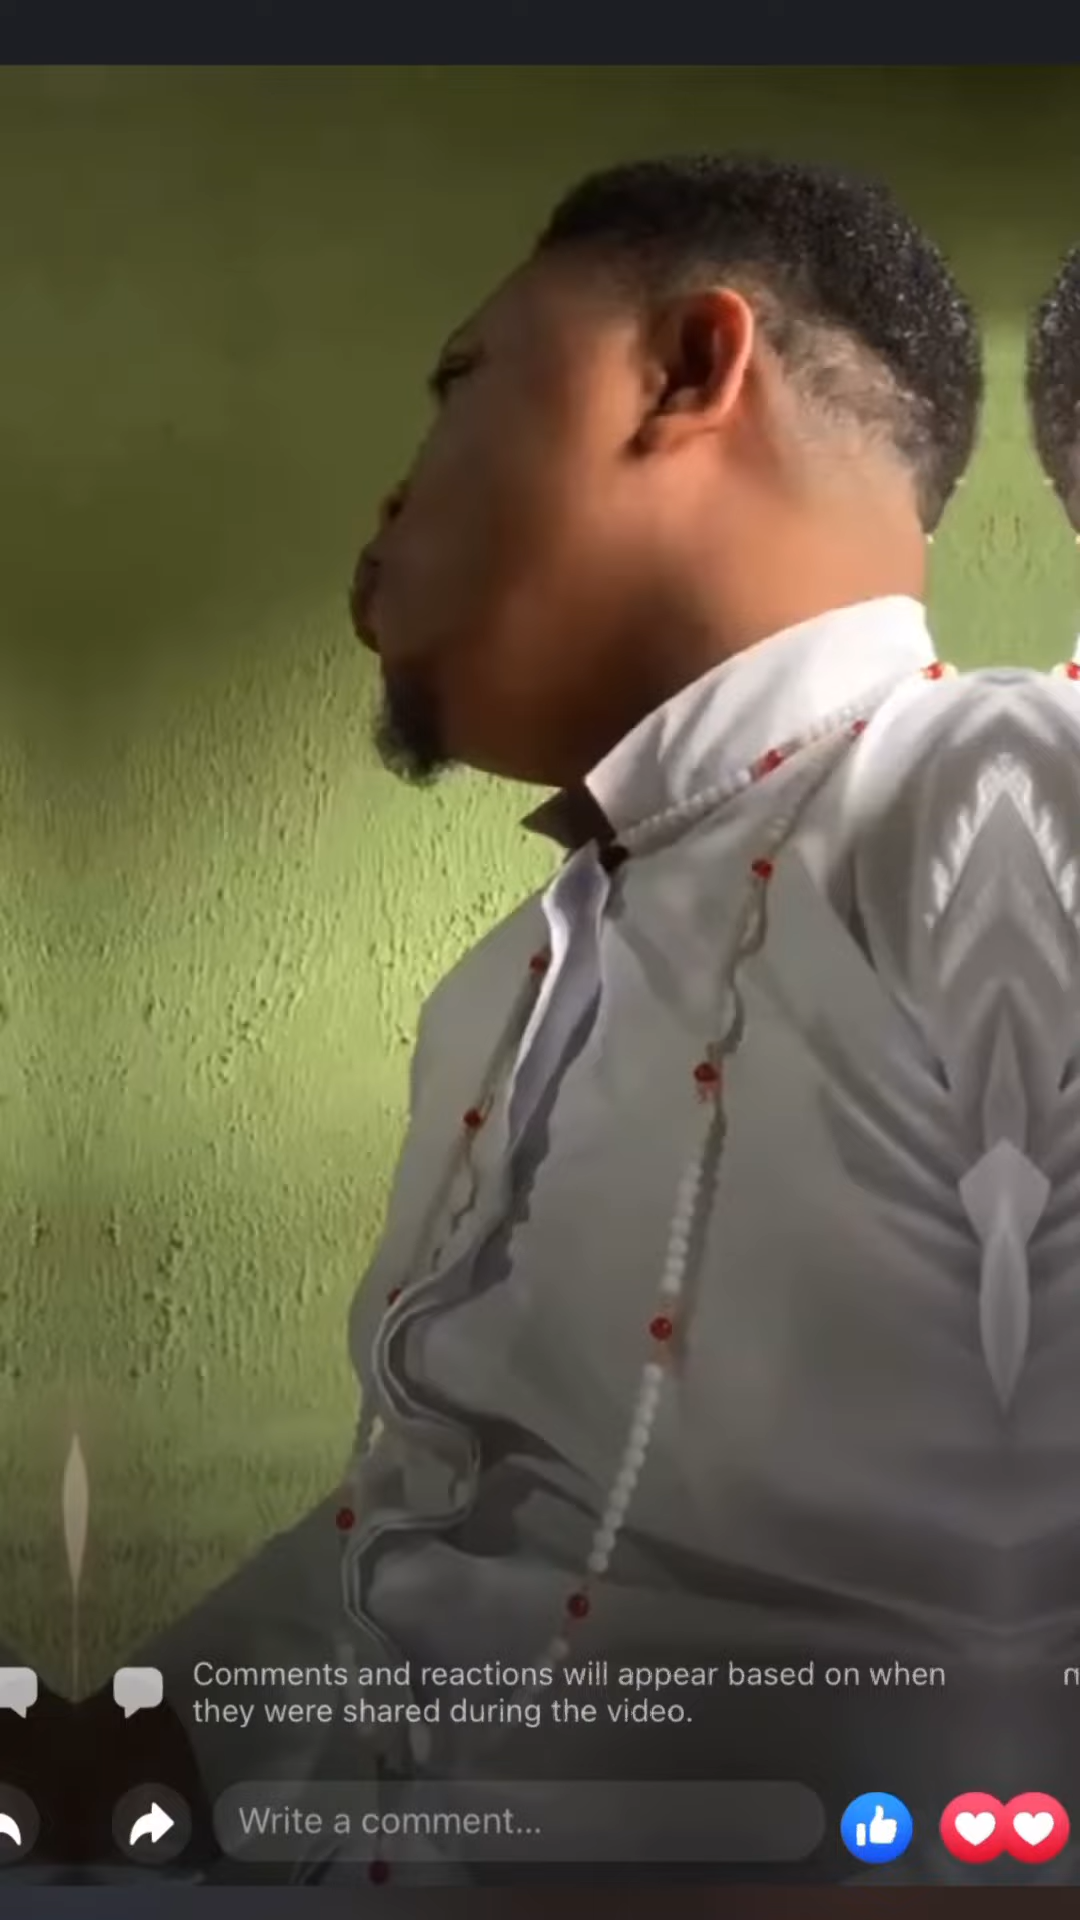 Comments and reactions will appear based on when
they were shared during the video.
Write a comment...